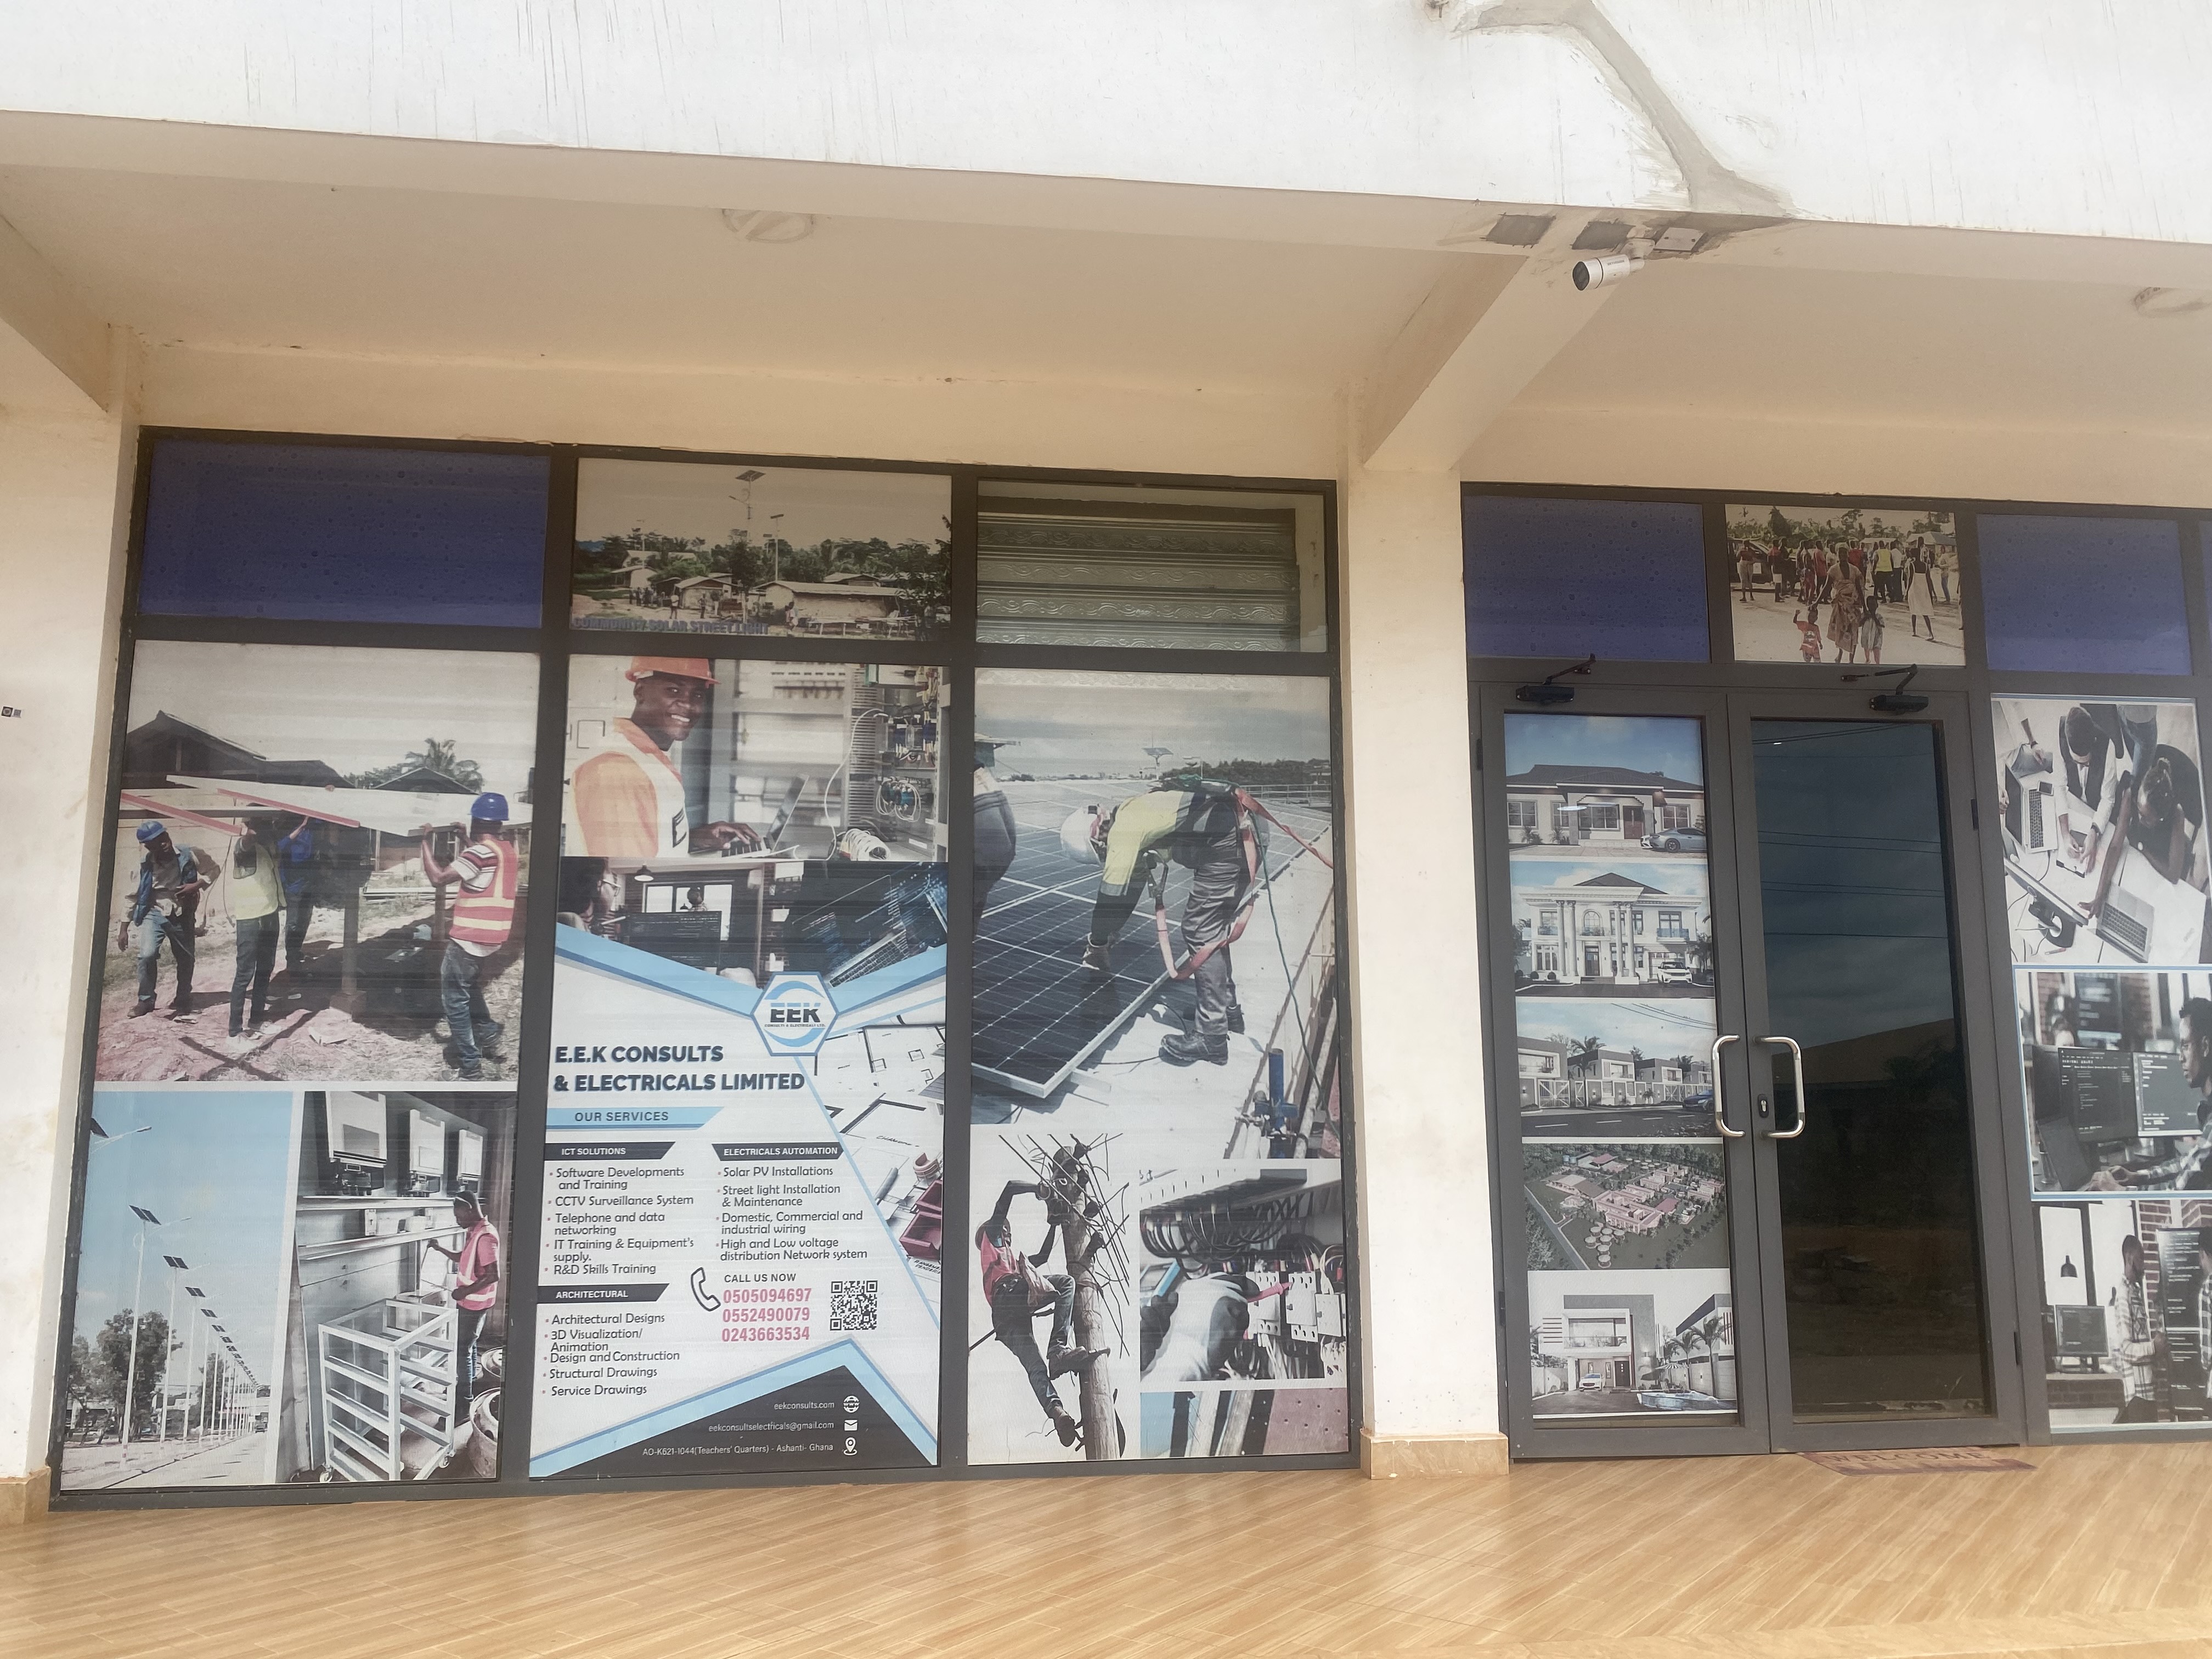 COMMUNITY SOLAR STREET LIGHT
EEK
CONSULTS & ELECTRICALS LTD
E.E.K CONSULTS
& ELECTRICALS LIMITED
OUR SERVICES
ICT SOLUTIONS
• Software Developments
and Training
• CCTV Surveillance System
• Telephone and data
networking
• IT Training & Equipment's
supply.
• R&D Skills Training
ARCHITECTURAL
• Architectural Designs
• 3D Visualization/
Animation
• Design and Construction
• Structural Drawings
• Service Drawings
ELECTRICALS AUTOMATION
• Solar PV Installations
• Street light Installation
& Maintenance
• Domestic, Commercial and
industrial wiring
• High and Low voltage
distribution Network system
CALL US NOW
0505094697
0552490079
0243663534
eekconsults.com
eekconsultselectricals@gmail.com
AO-K621-1044(Teachers' Quarters) - Ashanti- Ghana
WELCOME